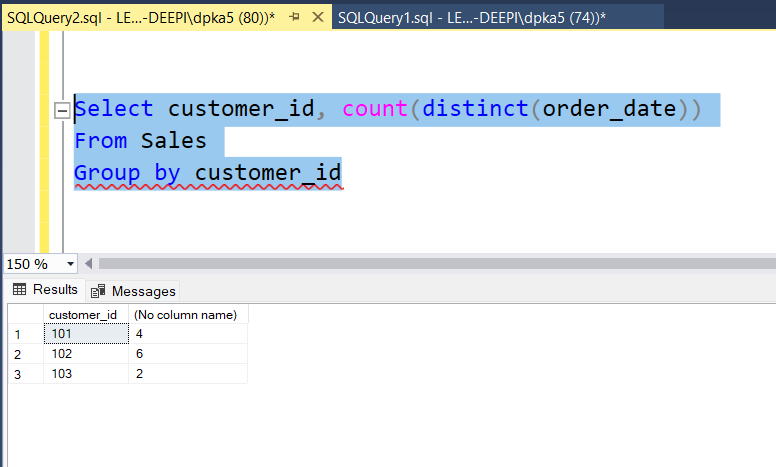 SQLQuery2.sql - LE...-DEEPI\dpka5 (80))* SQLQuery1.sql - LE...-DEEPI\dpka5 (74))*
Select customer_id, count(distinct(order_date))
From Sales
Group by customer_id
150 %
Results Messages
customer_id (No column name)
1 101 4
2 102 6
3 103 2